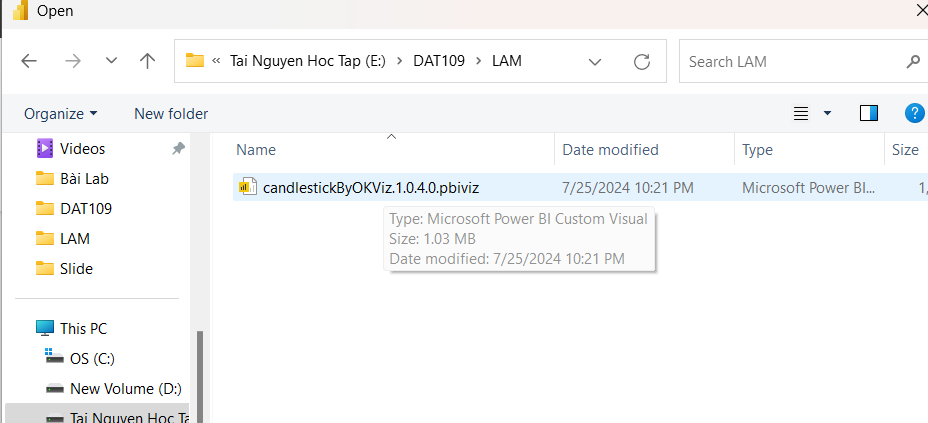 Open
« Tai Nguyen Hoc Tap (E:) > DAT109 > LAM
Search LAM
Organize
New folder
?
Name
Date modified
Type
Size
Videos
Bài Lab
DAT109
LAM
Slide
This PC
OS (C:)
New Volume (D:)
Tai Nguyen Hoc Ta
candlestickByOKViz.1.0.4.0.pbiviz
7/25/2024 10:21 PM
Microsoft Power BI...
1,
Type: Microsoft Power BI Custom Visual
Size: 1.03 MB
Date modified: 7/25/2024 10:21 PM